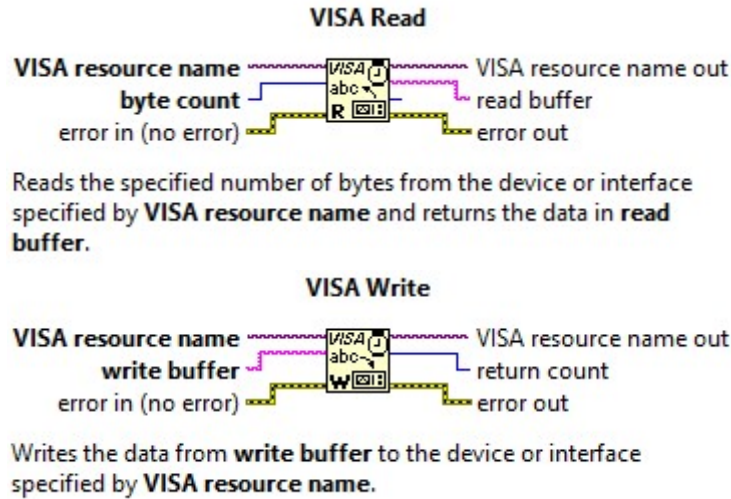 VISA Read
VISA resource name VISA VISA resource name out
byte count abc read buffer
error in (no error) R error out
Reads the specified number of bytes from the device or interface
specified by VISA resource name and returns the data in read
buffer.
VISA Write
VISA resource name VISA VISA resource name out
write buffer abc return count
error in (no error) W error out
Writes the data from write buffer to the device or interface
specified by VISA resource name.